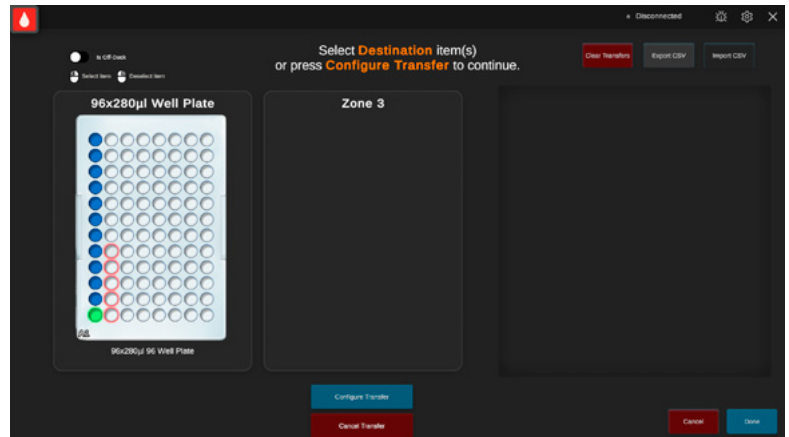 Disconnected
Is Off-Deck
Select Item Deselect Item
Select Destination item(s)
or press Configure Transfer to continue.
Clear Transfers Export CSV Import CSV
96x280µl Well Plate
Zone 3
A1
96x280µl 96 Well Plate
Configure Transfer
Cancel Transfer
Cancel Done